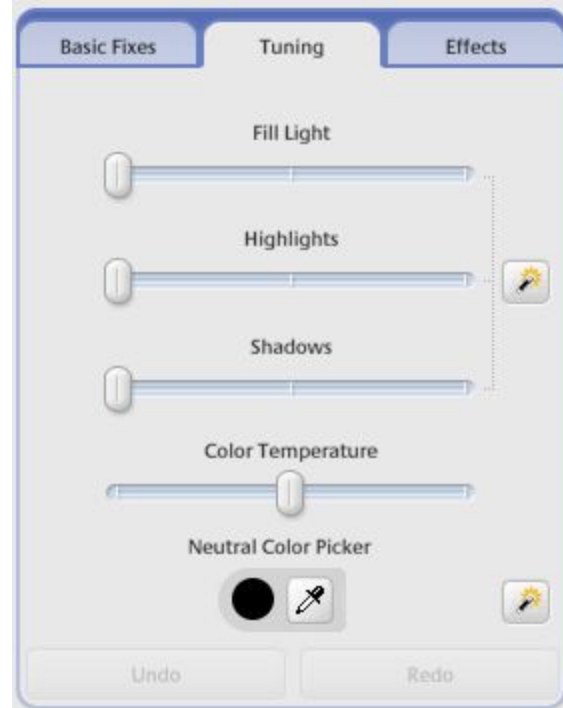 Basic Fixes Tuning Effects
Fill Light
Highlights
Shadows
Color Temperature
Neutral Color Picker
Undo Redo